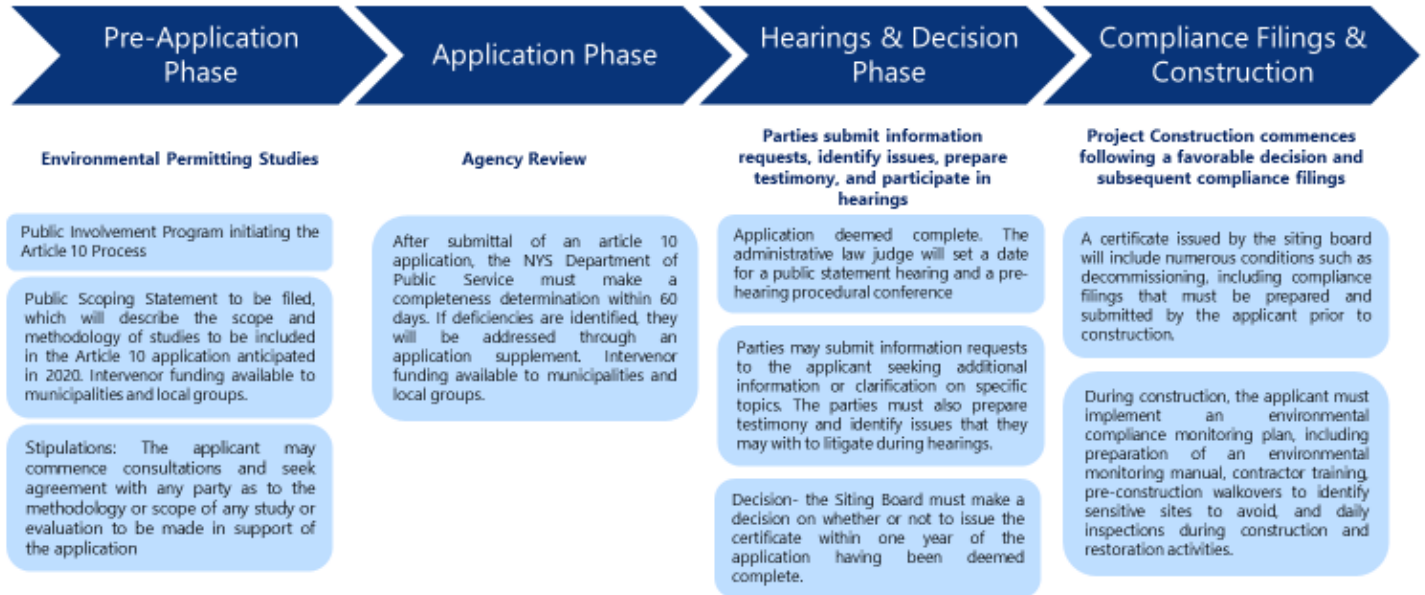 Pre-Application
Phase
Application Phase
Hearings & Decision
Phase
Compliance Filings &
Construction
Environmental Permitting Studies
Public Involvement Program initiating the
Article 10 Process
Public Scoping Statement to be filed,
which will describe the scope and
methodology of studies to be included
in the Article 10 application anticipated
in 2020. Intervenor funding available to
municipalities and local groups.
Stipulations: The applicant may
commence consultations and seek
agreement with any party as to the
methodology or scope of any study or
evaluation to be made in support of
the application
Agency Review
After submittal of an article 10
application, the NYS Department of
Public Service must make a
completeness determination within 60
days. If deficiencies are identified, they
will be addressed through an
application supplement. Intervenor
funding available to municipalities and
local groups.
Parties submit information
requests, identify issues, prepare
testimony, and participate in
hearings
Application deemed complete. The
administrative law judge will set a date
for a public statement hearing and a pre-
hearing procedural conference
Parties may submit information requests
to the applicant seeking additional
information or clarification on specific
topics. The parties must also prepare
testimony and identify issues that they
may with to litigate during hearings.
Decision- the Siting Board must make a
decision on whether or not to issue the
certificate within one year of the
application having been deemed
complete.
Project Construction commences
following a favorable decision and
subsequent compliance filings
A certificate issued by the siting board
will include numerous conditions such as
decommissioning, including compliance
filings that must be prepared and
submitted by the applicant prior to
construction.
During construction, the applicant must
implement an environmental
compliance monitoring plan, including
preparation of an environmental
monitoring manual, contractor training,
pre-construction walkovers to identify
sensitive sites to avoid, and daily
inspections during construction and
restoration activities.